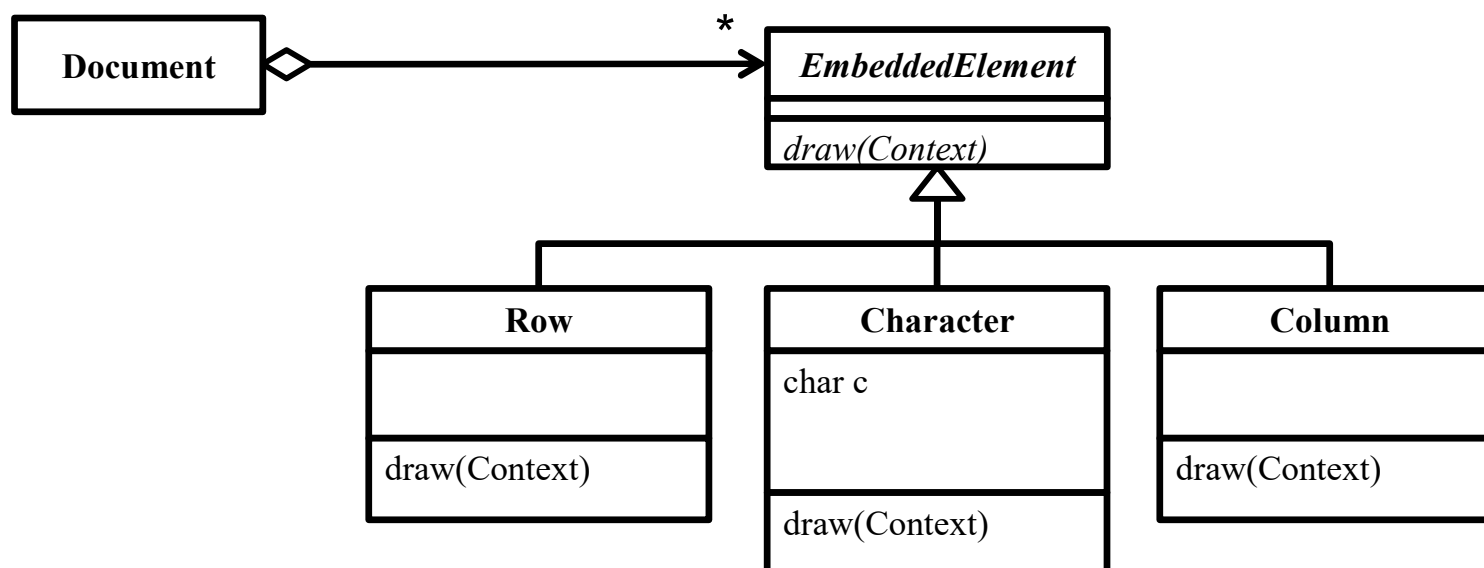 *
Document
EmbeddedElement
draw(Context)
Row
Character
Column
char c
draw(Context)
draw(Context)
draw(Context)